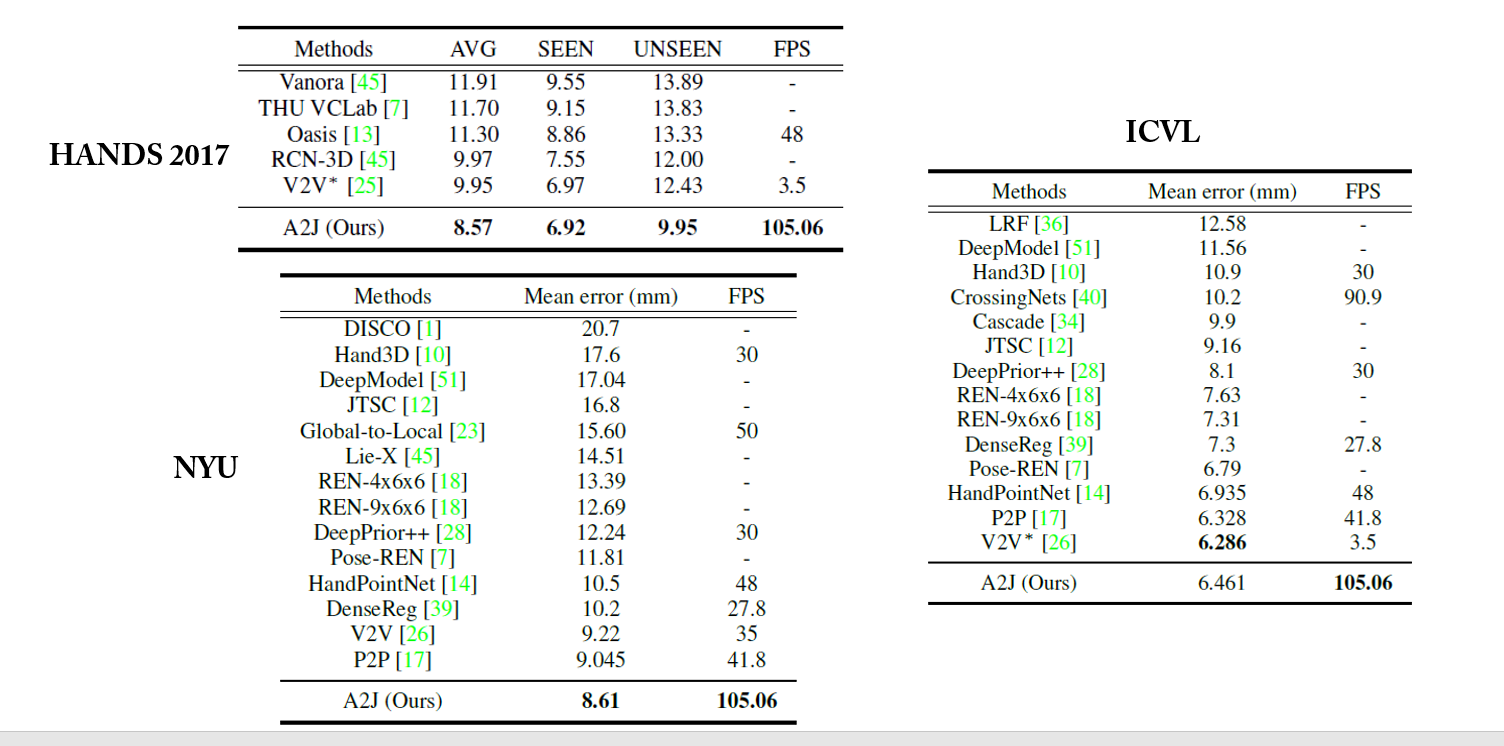 HANDS 2017
Methods AVG SEEN UNSEEN FPS
Vanora [45] 11.91 9.55 13.89 -
THU VCLab [7] 11.70 9.15 13.83 -
Oasis [13] 11.30 8.86 13.33 48
RCN-3D [45] 9.97 7.55 12.00 -
V2V* [25] 9.95 6.97 12.43 3.5
A2J (Ours) 8.57 6.92 9.95 105.06
NYU
Methods Mean error (mm) FPS
DISCO [1] 20.7 -
Hand3D [10] 17.6 30
DeepModel [51] 17.04 -
JTSC [12] 16.8 -
Global-to-Local [23] 15.60 50
Lie-X [45] 14.51 -
REN-4x6x6 [18] 13.39 -
REN-9x6x6 [18] 12.69 -
DeepPrior++ [28] 12.24 30
Pose-REN [7] 11.81 -
HandPointNet [14] 10.5 48
DenseReg [39] 10.2 27.8
V2V [26] 9.22 35
P2P [17] 9.045 41.8
A2J (Ours) 8.61 105.06
ICVL
Methods Mean error (mm) FPS
LRF [36] 12.58 -
DeepModel [51] 11.56 -
Hand3D [10] 10.9 30
CrossingNets [40] 10.2 90.9
Cascade [34] 9.9 -
JTSC [12] 9.16 -
DeepPrior++ [28] 8.1 30
REN-4x6x6 [18] 7.63 -
REN-9x6x6 [18] 7.31 -
DenseReg [39] 7.3 27.8
Pose-REN [7] 6.79 -
HandPointNet [14] 6.935 48
P2P [17] 6.328 41.8
V2V* [26] 6.286 3.5
A2J (Ours) 6.461 105.06